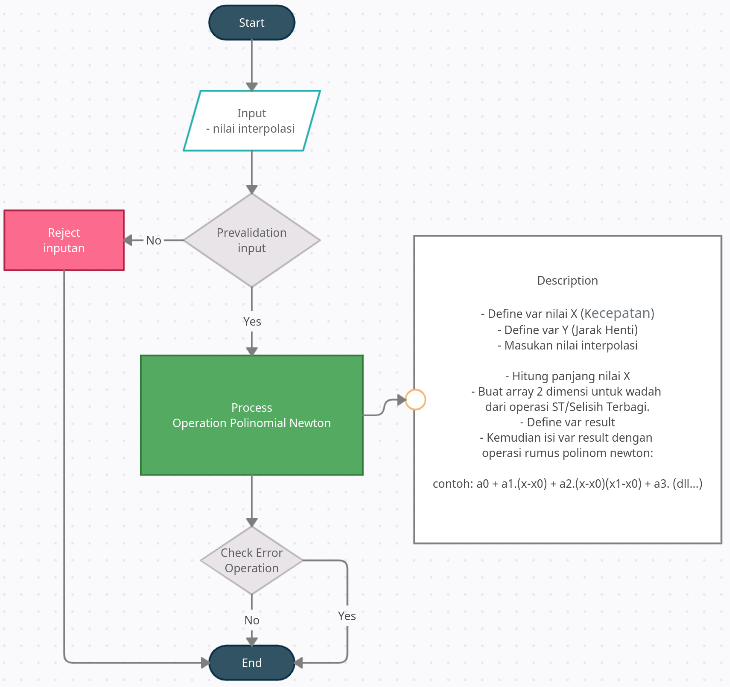 Start
Input
- nilai interpolasi
Prevalidation
input
No
Reject
inputan
Yes
Process
Operation Polinomial Newton
Description
- Define var nilai X (Kecepatan)
- Define var Y (Jarak Henti)
- Masukan nilai interpolasi
- Hitung panjang nilai X
- Buat array 2 dimensi untuk wadah
dari operasi ST/Selisih Terbagi.
- Define var result
- Kemudian isi var result dengan
operasi rumus polinom newton:
contoh: a0 + a1.(x-x0) + a2.(x-x0)(x1-x0) + a3. (dll...)
Check Error
Operation
No
Yes
End